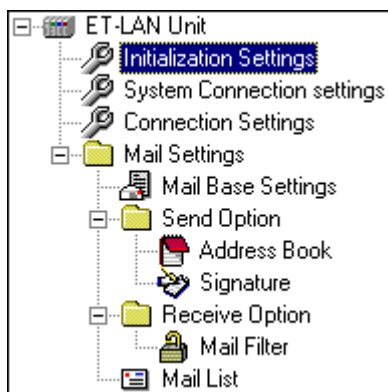 ET-LAN Unit
Initialization Settings
System Connection settings
Connection Settings
Mail Settings
Mail Base Settings
Send Option
Address Book
Signature
Receive Option
Mail Filter
Mail List